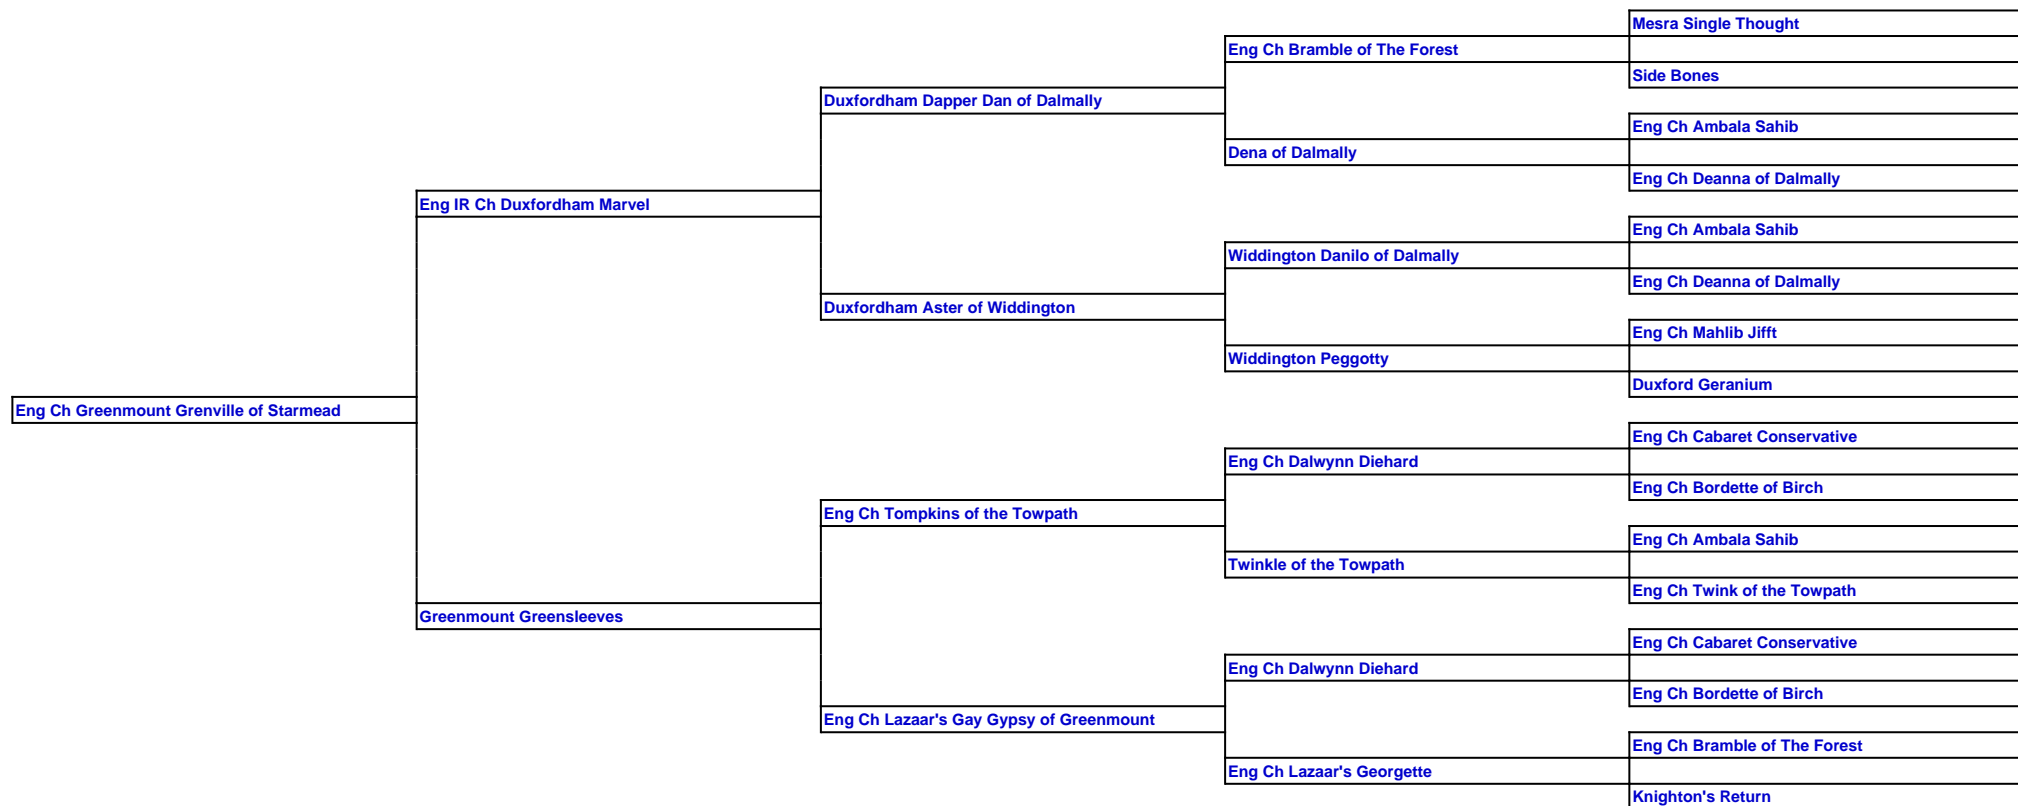 Mesra Single Thought
Eng Ch Bramble of The Forest
Side Bones
Duxfordham Dapper Dan of Dalmally
Eng Ch Ambala Sahib
Dena of Dalmally
Eng Ch Deanna of Dalmally
Eng IR Ch Duxfordham Marvel
Eng Ch Ambala Sahib
Widdington Danilo of Dalmally
Eng Ch Deanna of Dalmally
Duxfordham Aster of Widdington
Eng Ch Mahlib Jifft
Widdington Peggotty
Duxford Geranium
Eng Ch Greenmount Grenville of Starmead
Eng Ch Cabaret Conservative
Eng Ch Dalwynn Diehard
Eng Ch Bordette of Birch
Eng Ch Tompkins of the Towpath
Eng Ch Ambala Sahib
Twinkle of the Towpath
Eng Ch Twink of the Towpath
Greenmount Greensleeves
Eng Ch Cabaret Conservative
Eng Ch Dalwynn Diehard
Eng Ch Bordette of Birch
Eng Ch Lazaar's Gay Gypsy of Greenmount
Eng Ch Bramble of The Forest
Eng Ch Lazaar's Georgette
Knighton's Return